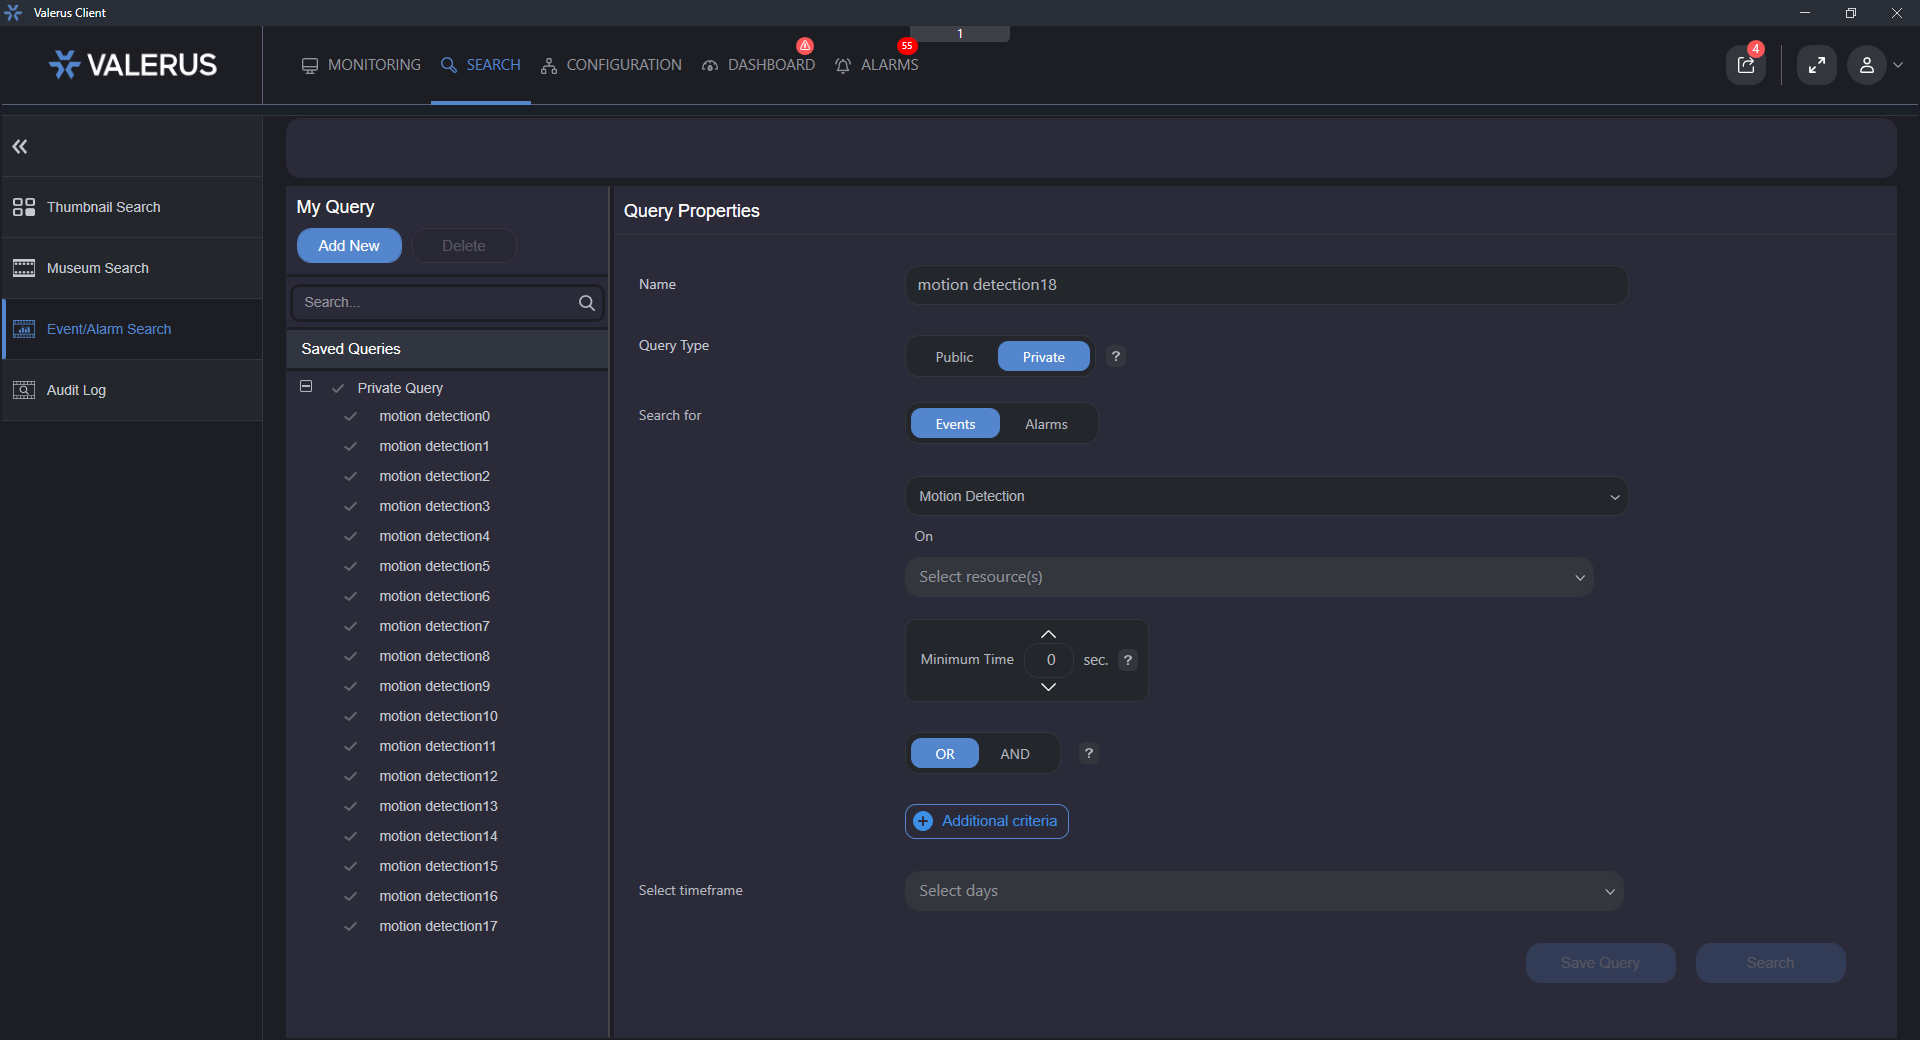 Valerus Client
1
VALERUS
MONITORING
SEARCH
CONFIGURATION
DASHBOARD
55
ALARMS
4
Thumbnail Search
Museum Search
Event/Alarm Search
Audit Log
My Query
Add New
Delete
Search...
Saved Queries
Private Query
motion detection0
motion detection1
motion detection2
motion detection3
motion detection4
motion detection5
motion detection6
motion detection7
motion detection8
motion detection9
motion detection10
motion detection11
motion detection12
motion detection13
motion detection14
motion detection15
motion detection16
motion detection17
Query Properties
Name
motion detection18
Query Type
Public
Private
?
Search for
Events
Alarms
Motion Detection
On
Select resource(s)
Minimum Time
0
sec.
?
OR
AND
?
Additional criteria
Select timeframe
Select days
Save Query
Search